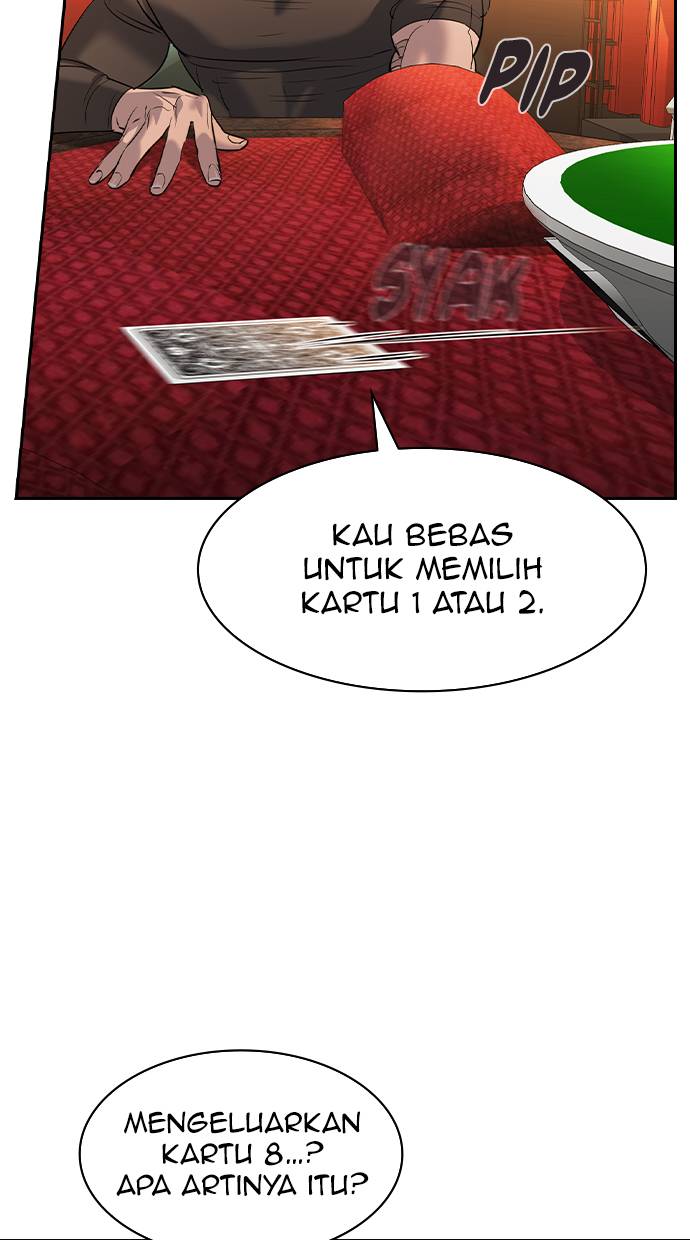 PIP
SYAK
KAU BEBAS
UNTUK MEMILIH
KARTU 1 ATAU 2.
MENGELUARKAN
KARTU 8...?
APA ARTINYA ITU?